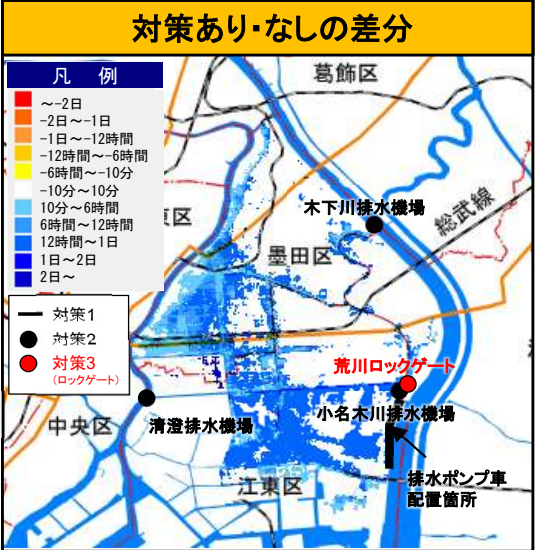 対策あり・なしの差分
凡 例
～-2日
-2日～-1日
-1日～-12時間
-12時間～-6時間
-6時間～-10分
-10分～10分
10分～6時間
6時間～12時間
12時間～1日
1日～2日
2日～
対策1
対策2
対策3
(ロックゲート)
葛飾区
木下川排水機場
総武線
区
墨田区
荒川ロックゲート
小名木川排水機場
清澄排水機場
中央区
江東区
排水ポンプ車
配置箇所